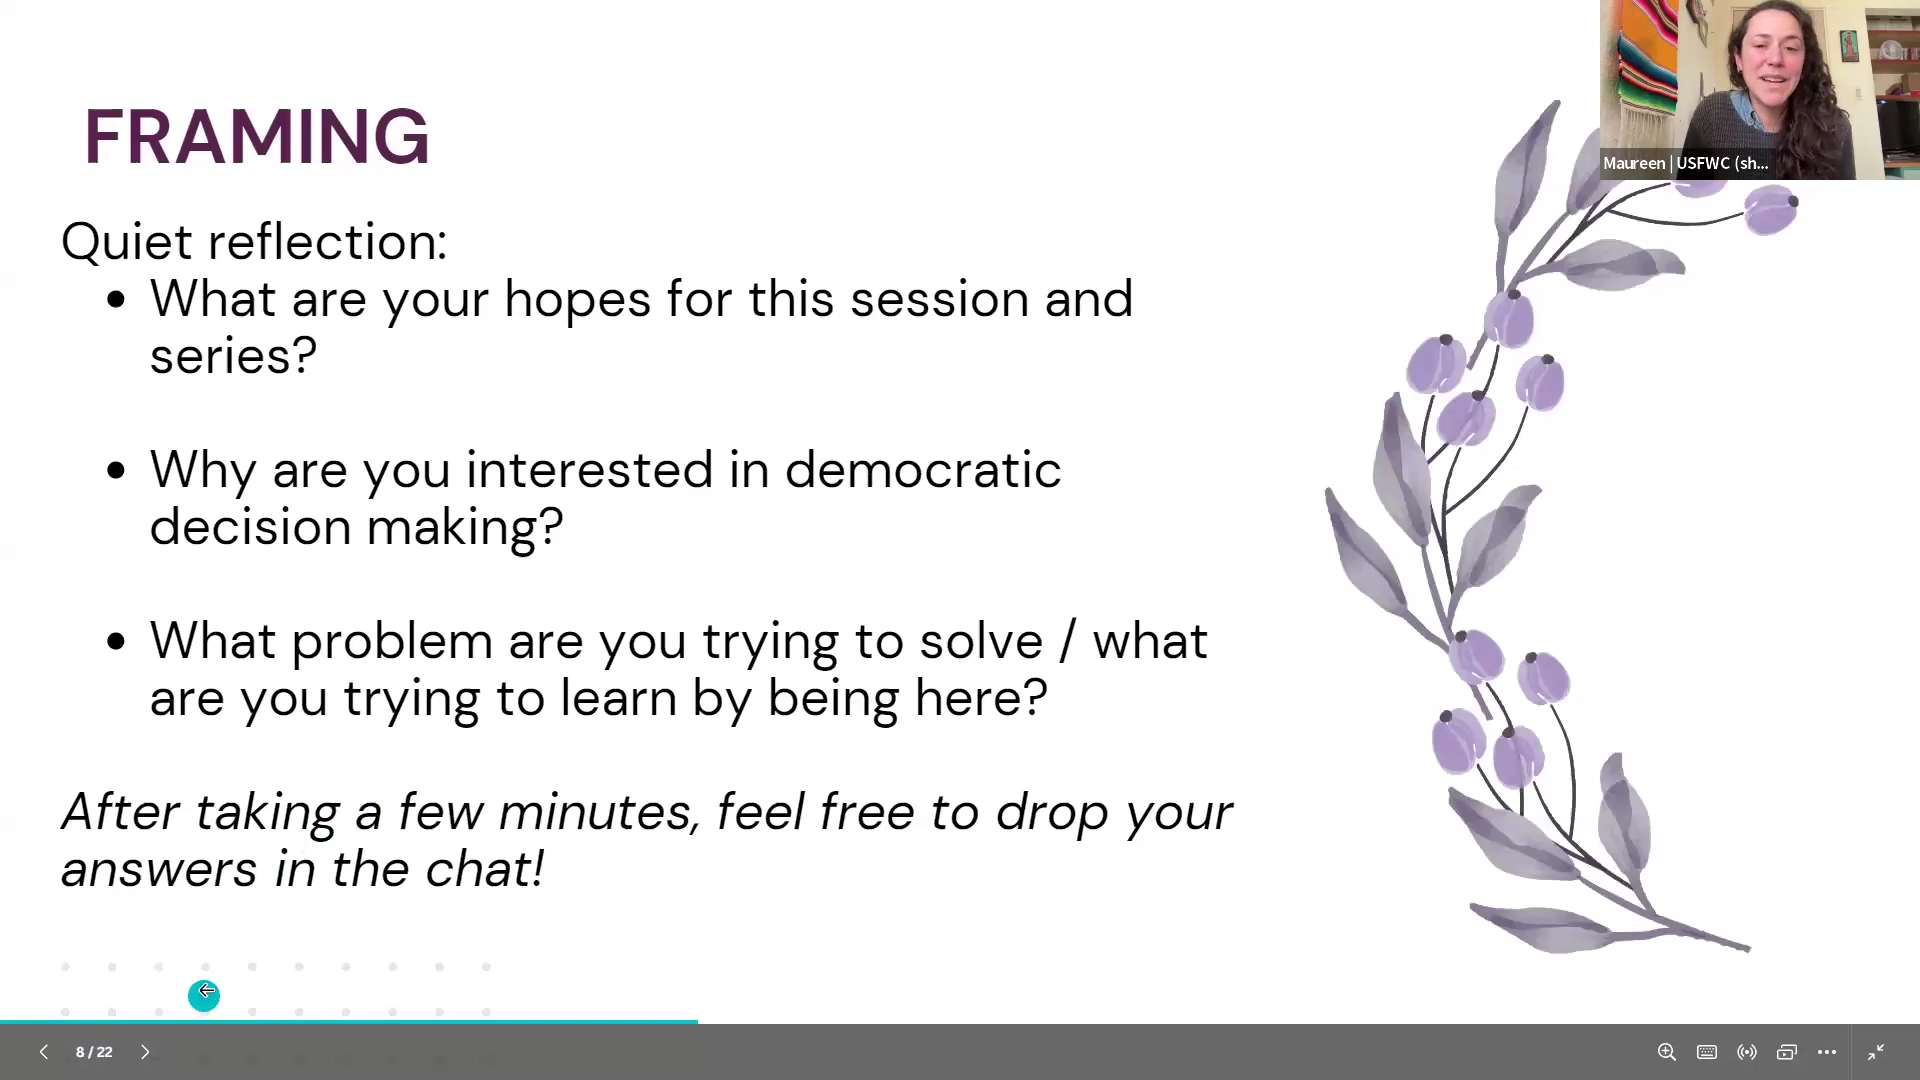 FRAMING
Quiet reflection:
• What are your hopes for this session and
series?
• Why are you interested in democratic
decision making?
• What problem are you trying to solve / what
are you trying to learn by being here?
After taking a few minutes, feel free to drop your
answers in the chat!
Maureen | USFWC (sh...
8 / 22